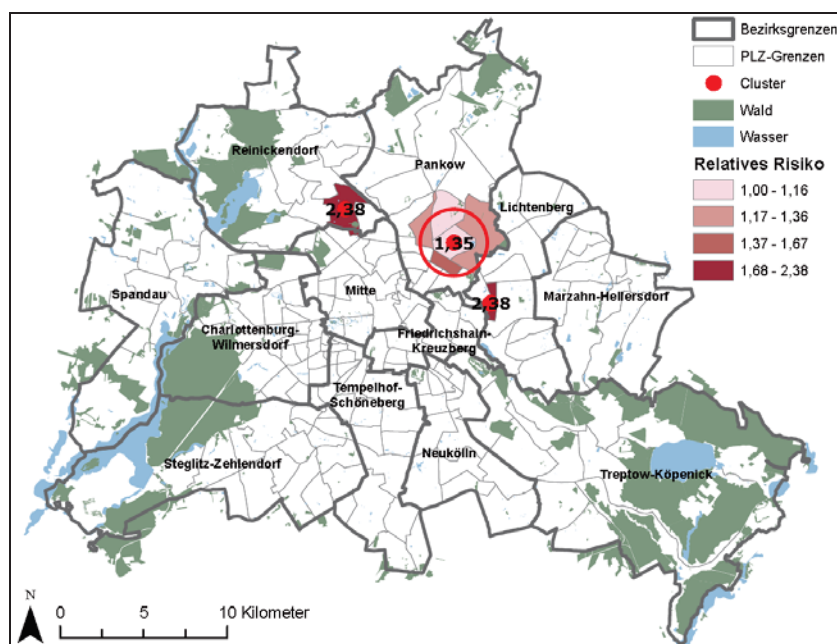 Bezirksgrenzen
PLZ-Grenzen
Cluster
Wald
Wasser
Relatives Risiko
1,00 - 1,16
1,17 - 1,36
1,37 - 1,67
1,68 - 2,38
Reinickendorf
Pankow
Lichtenberg
2,38
1,35
2,38
Spandau
Mitte
Marzahn-Hellersdorf
Charlottenburg-
Wilmersdorf
Friedrichshain-
Kreuzberg
Tempelhof-
Schöneberg
Steglitz-Zehlendorf
Neukölln
Treptow-Köpenick
N
0 5 10 Kilometer